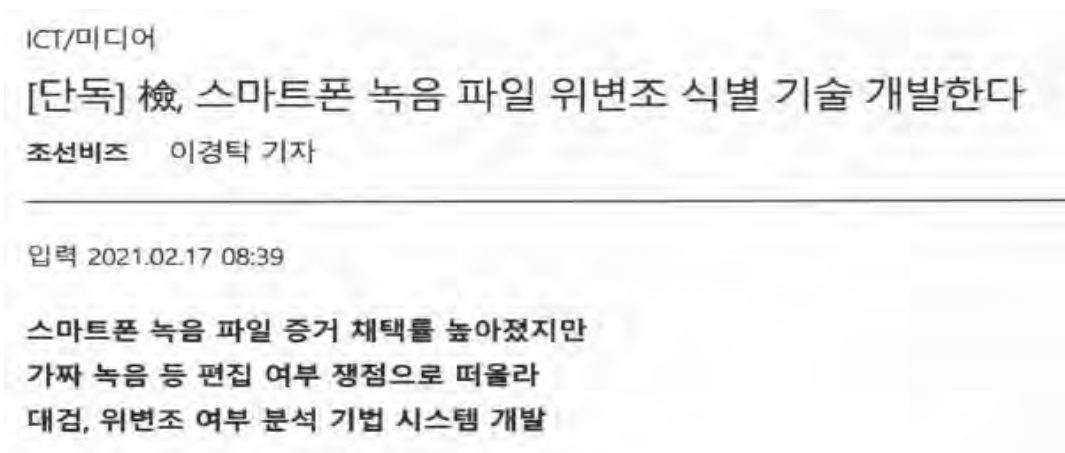 ICT/미디어
[단독] 檢, 스마트폰 녹음 파일 위변조 식별 기술 개발한다
조선비즈 이경탁 기자
입력 2021.02.17 08:39
스마트폰 녹음 파일 증거 채택률 높아졌지만
가짜 녹음 등 편집 여부 쟁점으로 떠올라
대검, 위변조 여부 분석 기법 시스템 개발